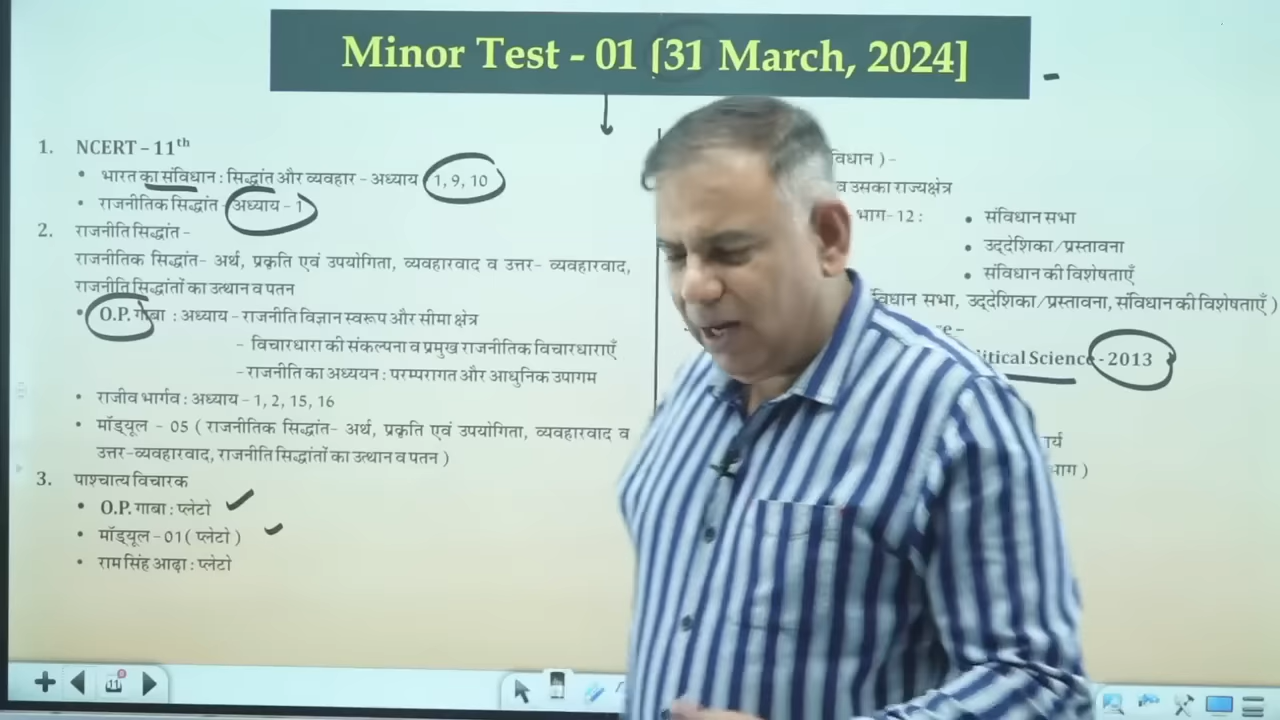 Minor Test - 01 [31 March, 2024]
1. NCERT – 11th
• भारत का संविधान : सिद्धांत और व्यवहार – अध्याय 1, 9, 10
• राजनीतिक सिद्धांत - अध्याय – 1
2. राजनीति सिद्धांत –
राजनीतिक सिद्धांत- अर्थ, प्रकृति एवं उपयोगिता, व्यवहारवाद व उत्तर- व्यवहारवाद,
राजनीति सिद्धांतों का उत्थान व पतन
• O.P. गाबा : अध्याय – राजनीति विज्ञान स्वरूप और सीमा क्षेत्र
- विचारधारा की संकल्पना व प्रमुख राजनीतिक विचारधाराएँ
- राजनीति का अध्ययन : परम्परागत और आधुनिक उपागम
• राजीव भार्गव : अध्याय – 1, 2, 15, 16
• मॉड्यूल – 05 ( राजनीतिक सिद्धांत- अर्थ, प्रकृति एवं उपयोगिता, व्यवहारवाद व
उत्तर-व्यवहारवाद, राजनीति सिद्धांतों का उत्थान व पतन )
3. पाश्चात्य विचारक
• O.P. गाबा : प्लेटो
• मॉड्यूल – 01 ( प्लेटो )
• राम सिंह आढ़ा : प्लेटो
विधान ) –
व उसका राज्यक्षेत्र
भाग- 12 : • संविधान सभा
• उद्देशिका/प्रस्तावना
• संविधान की विशेषताएँ
विधान सभा, उद्देशिका/प्रस्तावना, संविधान की विशेषताएँ )
re –
itical Science - 2013
र्य
भाग )
11